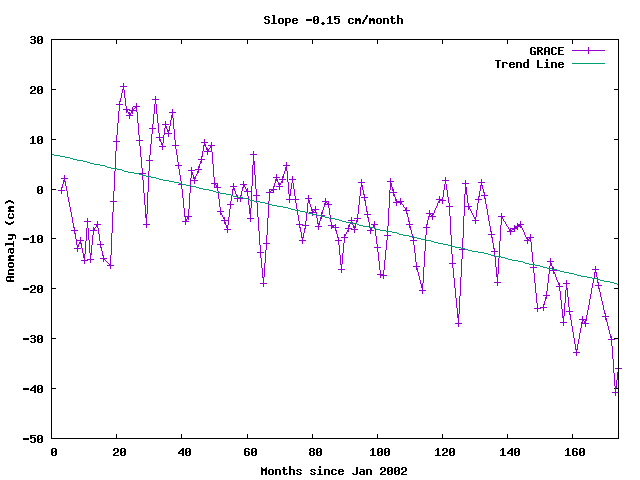 Slope -0.15 cm/month
GRACE
Trend Line
30
20
10
0
-10
-20
-30
-40
-50
Anomaly (cm)
0 20 40 60 80 100 120 140 160
Months since Jan 2002